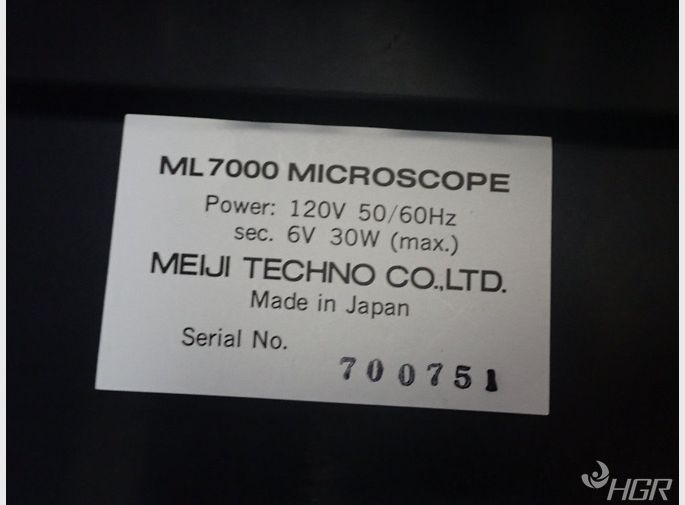 ML7000 MICROSCOPE
Power: 120V 50/60Hz
sec. 6V 30W (max.)
MEIJI TECHNO CO.,LTD.
Made in Japan
Serial No. 700751
HGR